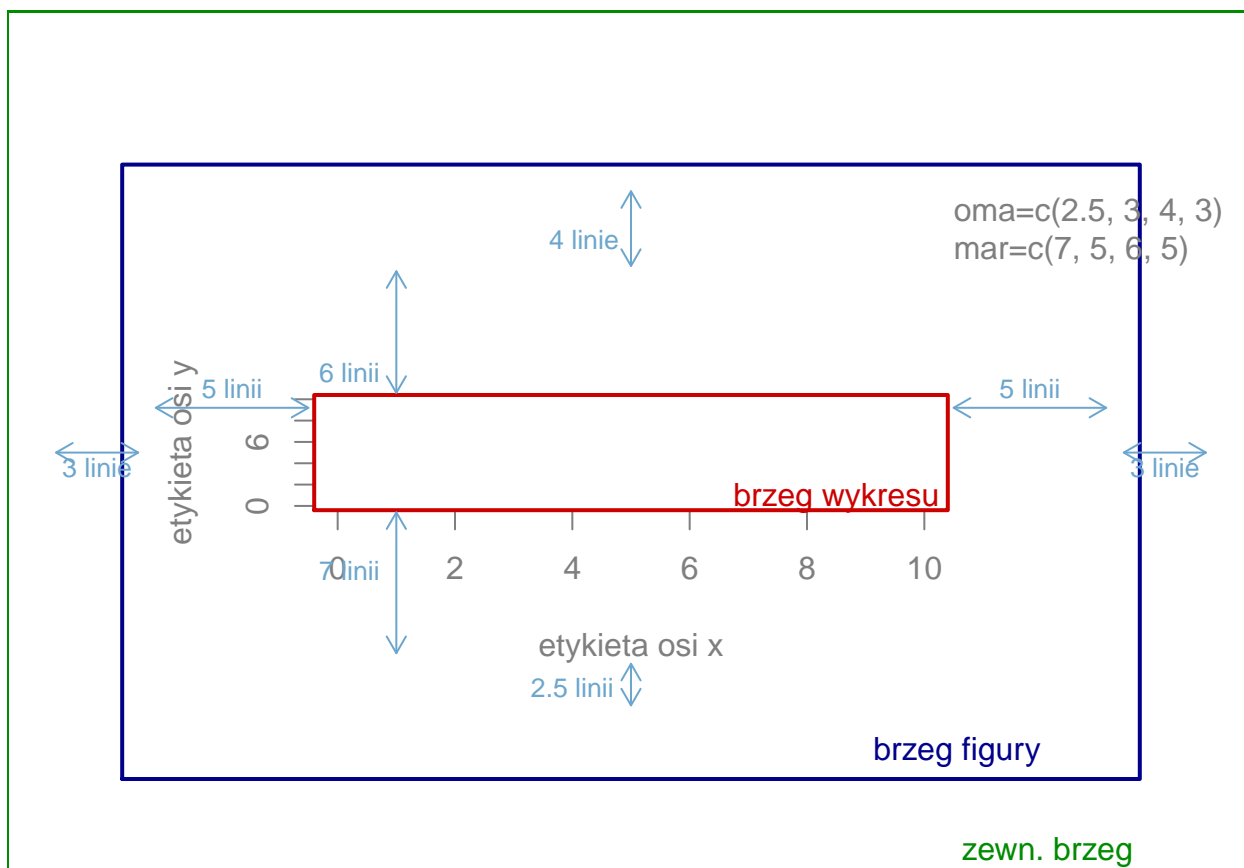 oma=c(2.5, 3, 4, 3)
mar=c(7, 5, 6, 5)
4 linie
6 linii
5 linii
5 linii
etykieta osi y
6
0
3 linie
3 linie
brzeg wykresu
7 linii
0 2 4 6 8 10
etykieta osi x
2.5 linii
brzeg figury
zewn. brzeg